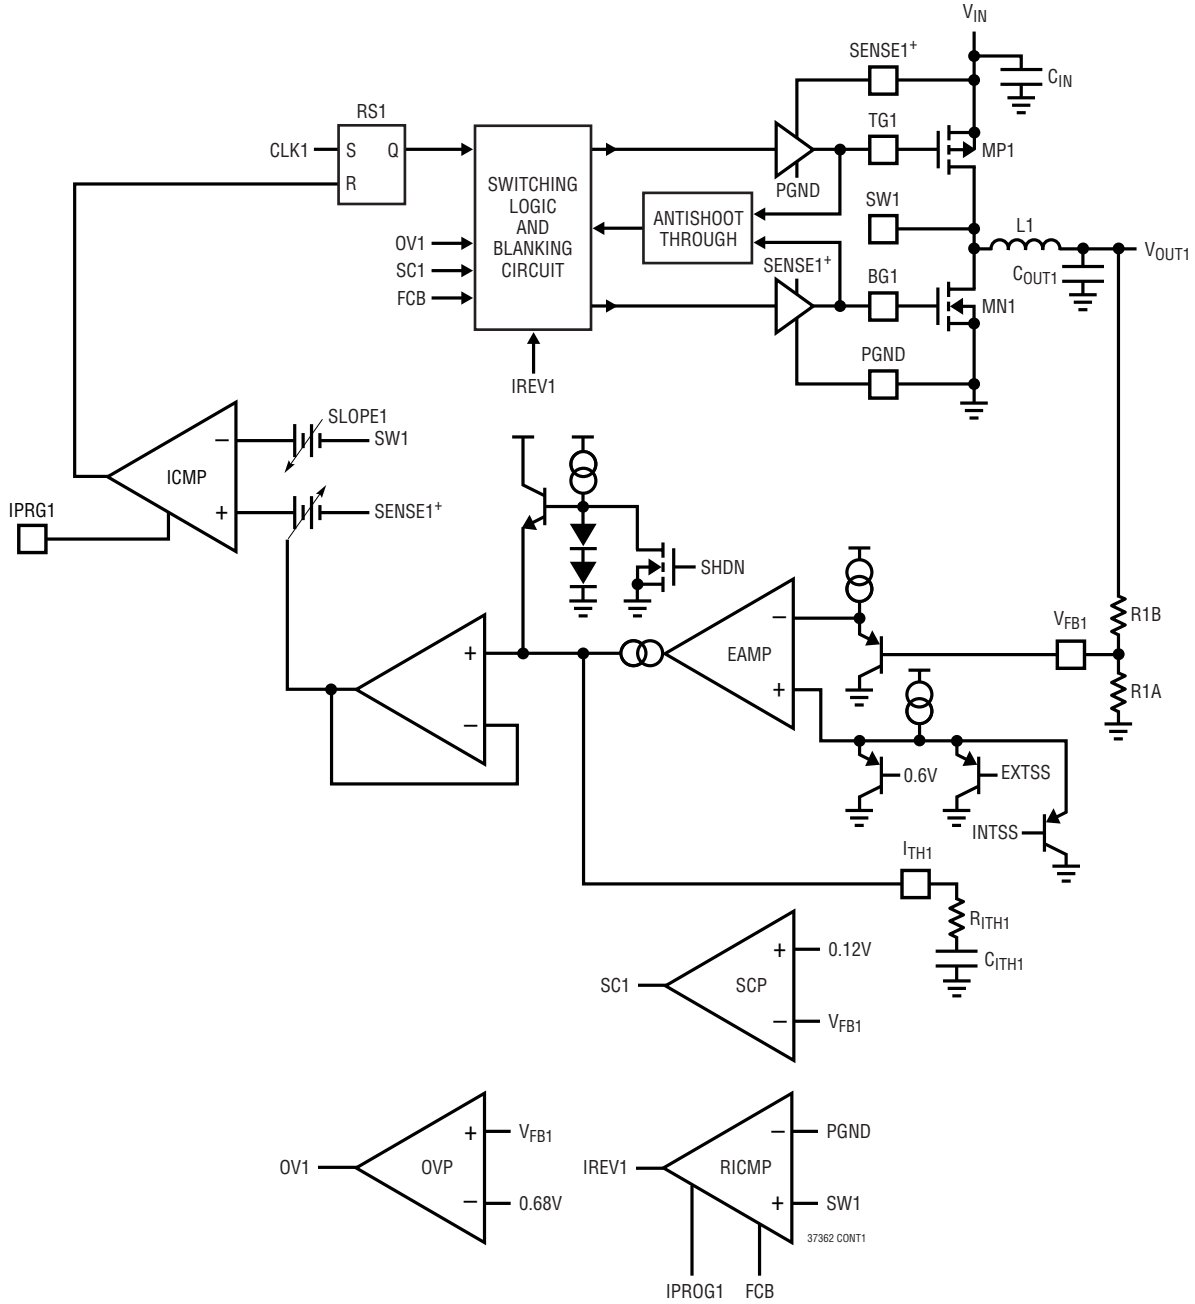 VIN
SENSE1+
CIN
RS1
TG1
CLK1
S
Q
MP1
R
PGND
SWITCHING
LOGIC
AND
BLANKING
CIRCUIT
ANTISHOOT
THROUGH
SW1
L1
OV1
VOUT1
SC1
SENSE1+
BG1
COUT1
FCB
MN1
PGND
IREV1
SLOPE1
–
SW1
ICMP
IPRG1
+
SENSE1+
SHDN
–
VFB1
R1B
+
EAMP
+
R1A
–
0.6V
EXTSS
INTSS
ITH1
RITH1
+
0.12V
CITH1
SC1
SCP
–
VFB1
+
VFB1
–
PGND
OV1
OVP
IREV1
RICMP
–
0.68V
+
SW1
37362 CONT1
IPROG1
FCB